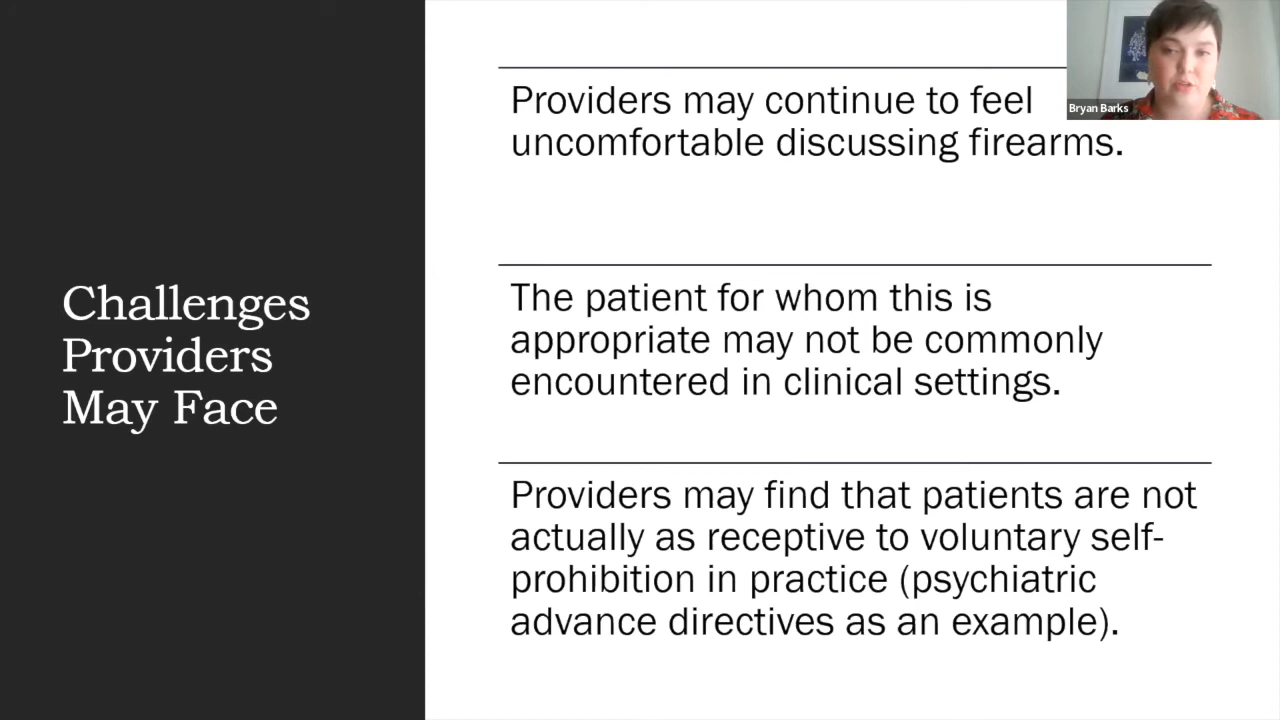 Challenges
Providers
May Face
Providers may continue to feel
uncomfortable discussing firearms.
The patient for whom this is
appropriate may not be commonly
encountered in clinical settings.
Providers may find that patients are not
actually as receptive to voluntary self-
prohibition in practice (psychiatric
advance directives as an example).
Bryan Barks